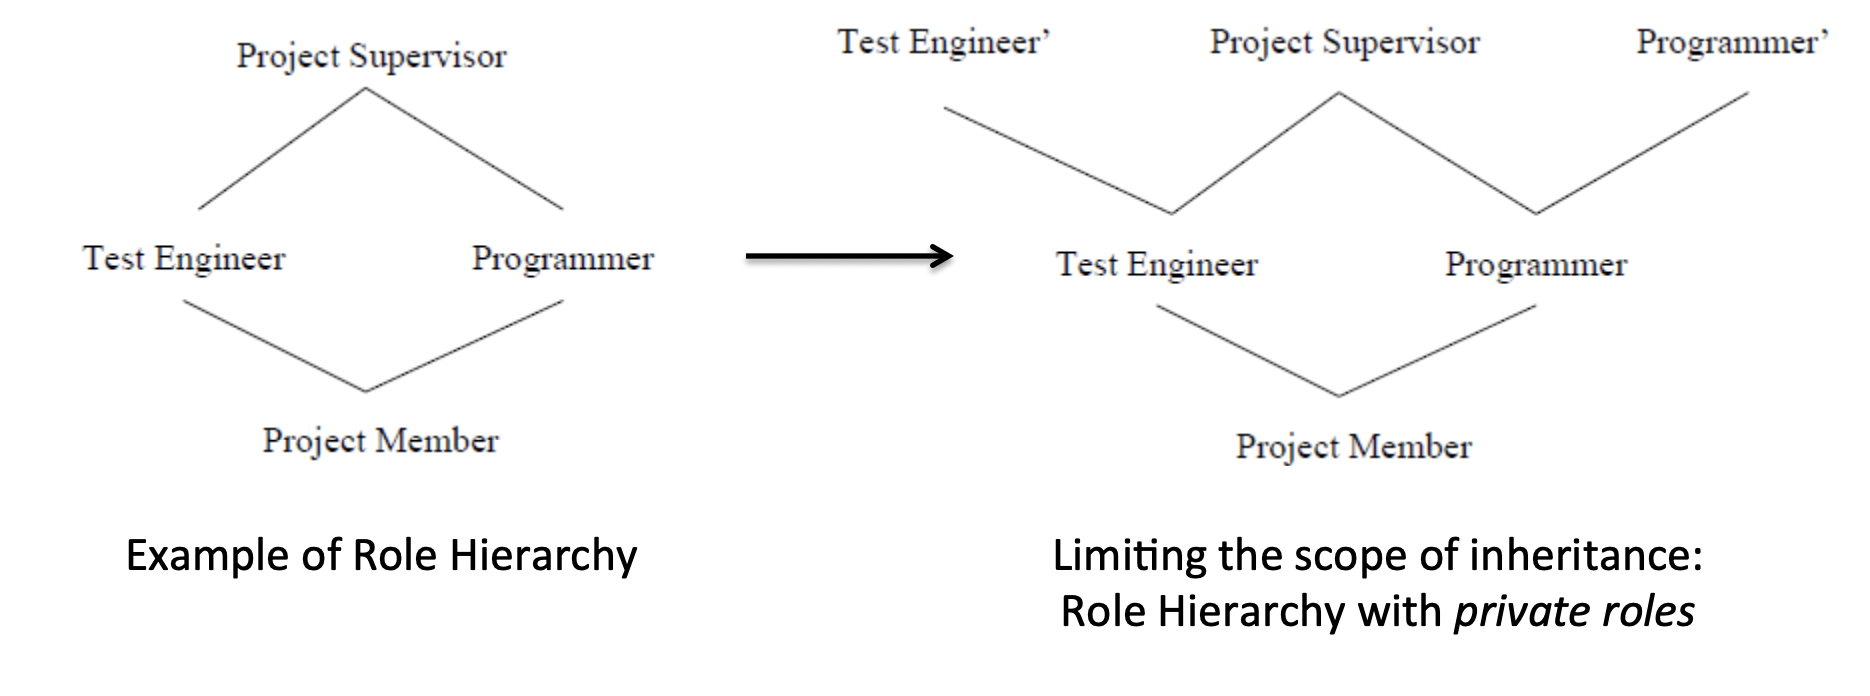 Project Supervisor
Test Engineer Programmer
Project Member
Example of Role Hierarchy
Test Engineer’ Project Supervisor Programmer’
Test Engineer Programmer
Project Member
Limiting the scope of inheritance:
Role Hierarchy with private roles